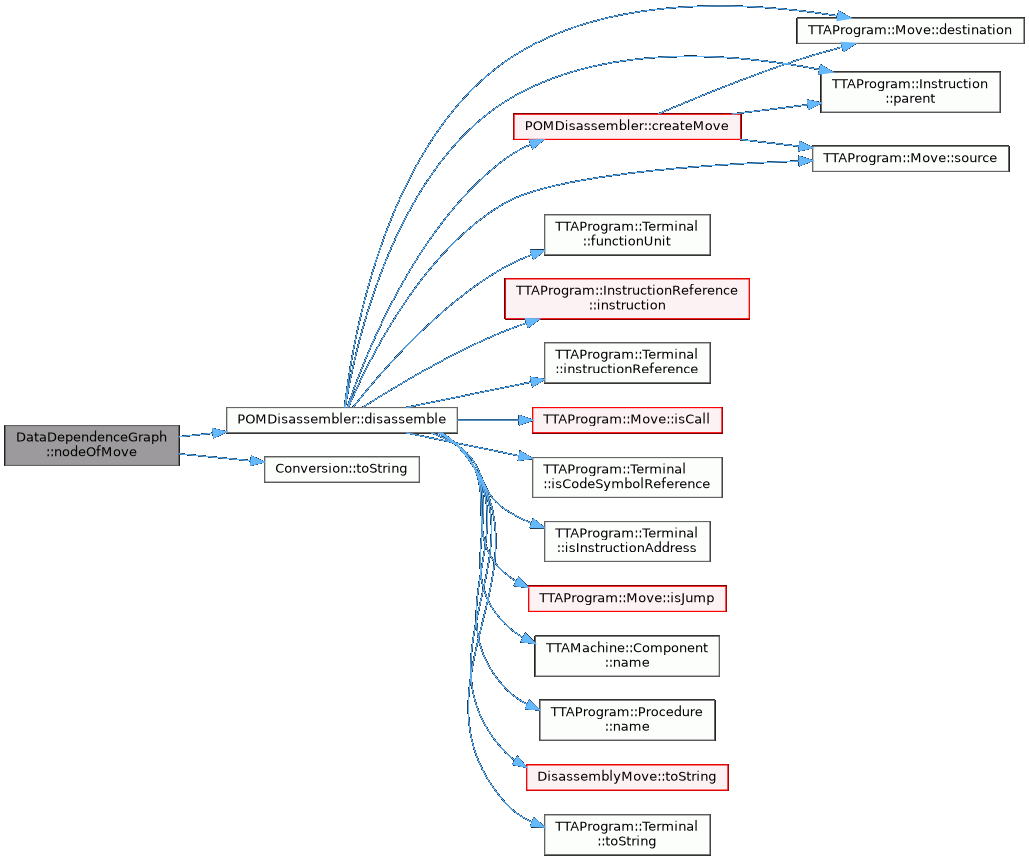 TTAProgram::Move::destination
TTAProgram::Instruction
::parent
POMDisassembler::createMove
TTAProgram::Move::source
TTAProgram::Terminal
::functionUnit
TTAProgram::InstructionReference
::instruction
TTAProgram::Terminal
::instructionReference
POMDisassembler::disassemble
TTAProgram::Move::isCall
DataDependenceGraph
::nodeOfMove
Conversion::toString
TTAProgram::Terminal
::isCodeSymbolReference
TTAProgram::Terminal
::isInstructionAddress
TTAProgram::Move::isJump
TTAMachine::Component
::name
TTAProgram::Procedure
::name
DisassemblyMove::toString
TTAProgram::Terminal
::toString